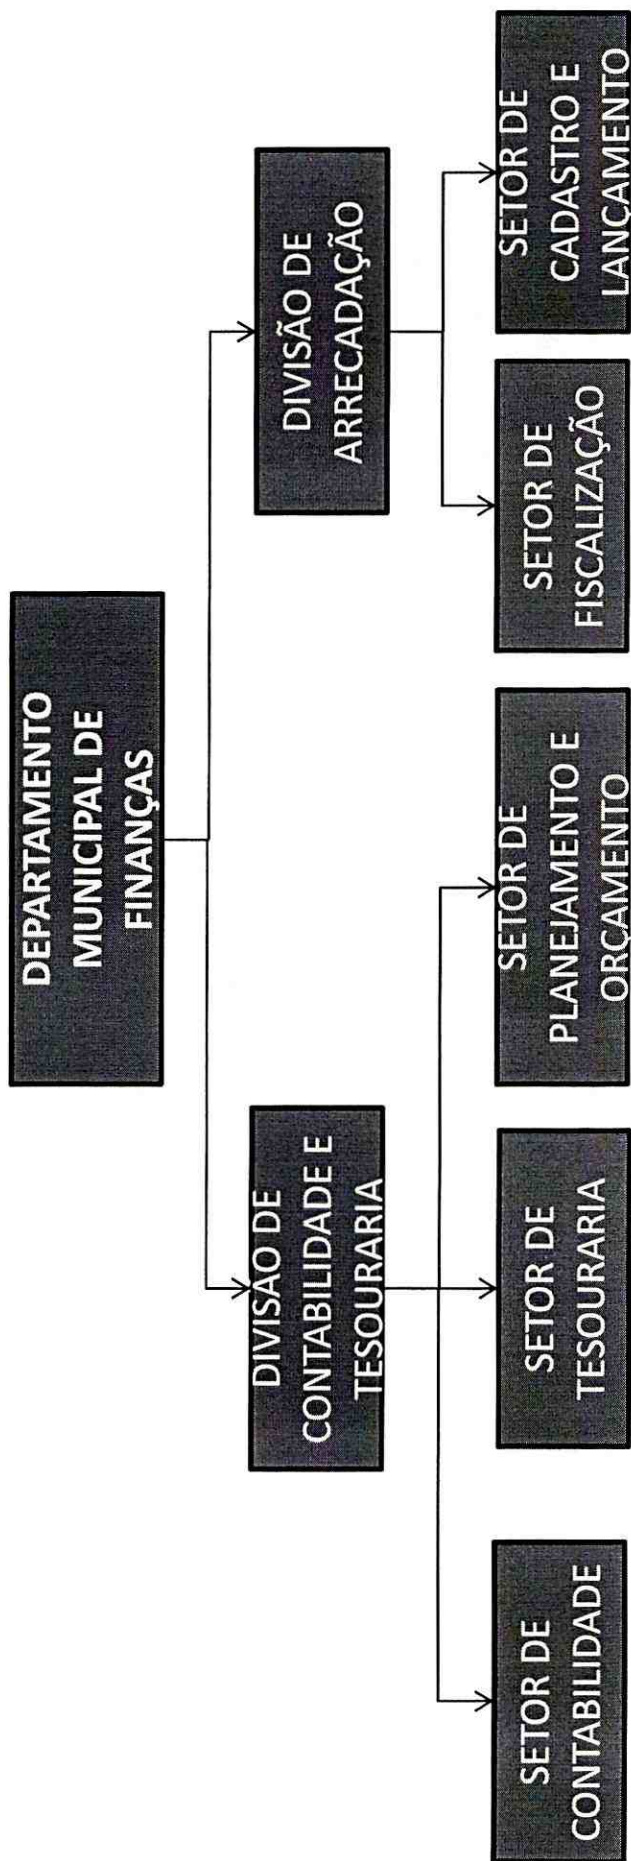 DEPARTAMENTO
MUNICIPAL DE
FINANÇAS
DIVISÃO DE
CONTABILIDADE E
TESOURARIA
DIVISÃO DE
ARRECADAÇÃO
SETOR DE
CONTABILIDADE
SETOR DE
TESOURARIA
SETOR DE
PLANEJAMENTO E
ORÇAMENTO
SETOR DE
FISCALIZAÇÃO
SETOR DE
CADASTRO E
LANÇAMENTO